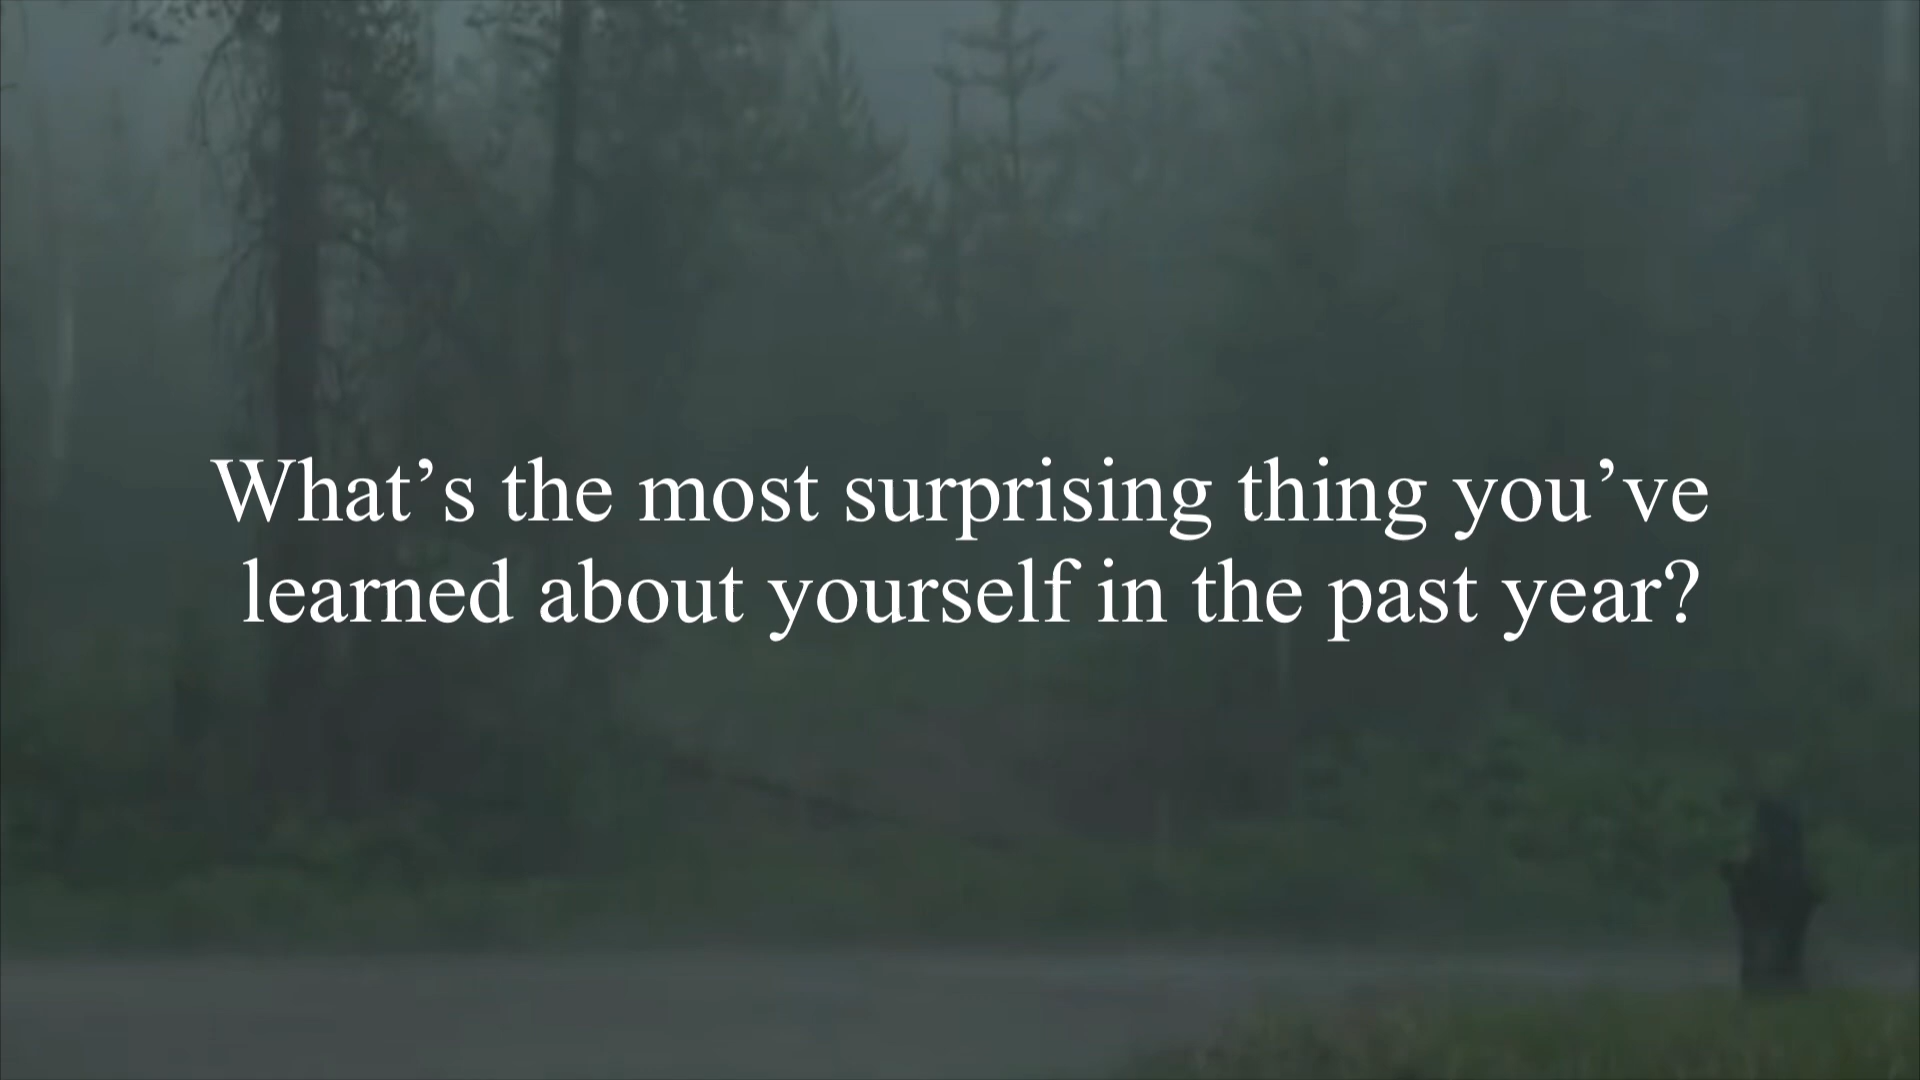 What’s the most surprising thing you’ve
learned about yourself in the past year?